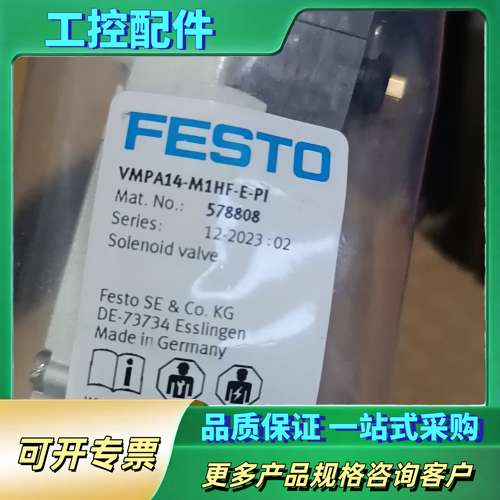 工控配件
FESTO
VMPA14-M1HF-E-PI
Mat. No.: 578808
Series: 12-2023:02
Solenoid valve
Festo SE & Co. KG
DE-73734 Esslingen
Made in Germany
品质保证 一站式采购
可开专票
更多产品规格咨询客户